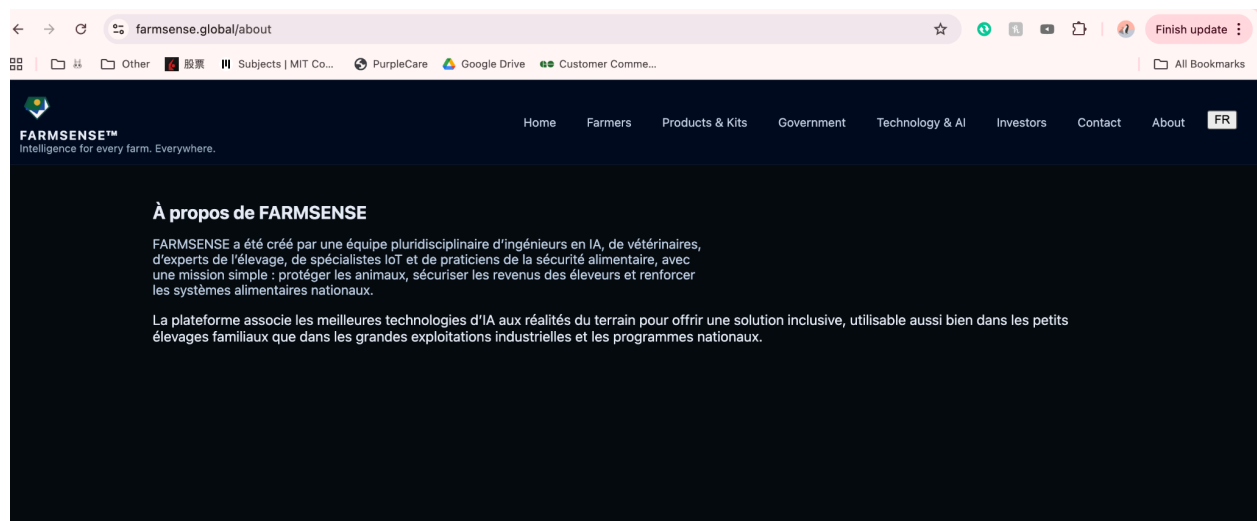 farmsense.global/about
Finish update
Other
股票
Subjects | MIT Co...
PurpleCare
Google Drive
Customer Comme...
All Bookmarks
FARMSENSE™
Intelligence for every farm. Everywhere.
Home
Farmers
Products & Kits
Government
Technology & AI
Investors
Contact
About
FR
À propos de FARMSENSE
FARMSENSE a été créé par une équipe pluridisciplinaire d’ingénieurs en IA, de vétérinaires,
d’experts de l’élevage, de spécialistes IoT et de praticiens de la sécurité alimentaire, avec
une mission simple : protéger les animaux, sécuriser les revenus des éleveurs et renforcer
les systèmes alimentaires nationaux.
La plateforme associe les meilleures technologies d’IA aux réalités du terrain pour offrir une solution inclusive, utilisable aussi bien dans les petits
élevages familiaux que dans les grandes exploitations industrielles et les programmes nationaux.